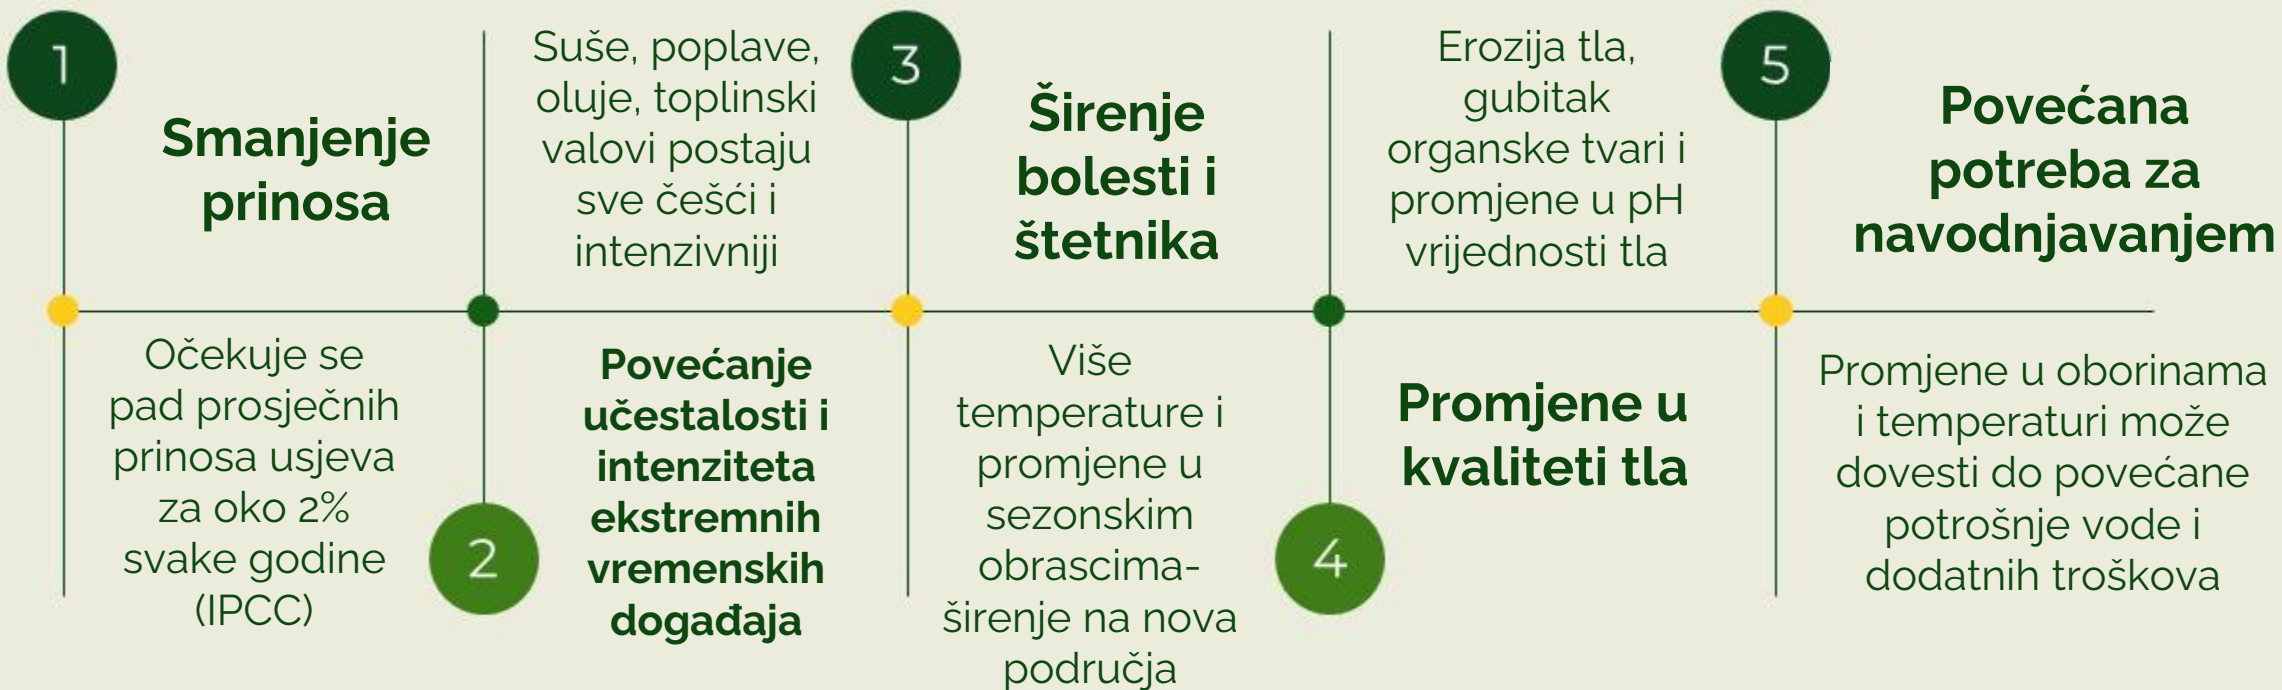 1
Smanjenje
prinosa
Očekuje se
pad prosječnih
prinosa usjeva
za oko 2%
svake godine
(IPCC)
2
Suše, poplave,
oluje, toplinski
valovi postaju
sve češći i
intenzivniji
Povećanje
učestalosti i
intenziteta
ekstremnih
vremenskih
događaja
3
Širenje
bolesti i
štetnika
Više
temperature i
promjene u
sezonskim
obrascima-
širenje na nova
područja
4
Erozija tla,
gubitak
organske tvari i
promjene u pH
vrijednosti tla
Promjene u
kvaliteti tla
5
Povećana
potreba za
navodnjavanjem
Promjene u oborinama
i temperaturi može
dovesti do povećane
potrošnje vode i
dodatnih troškova